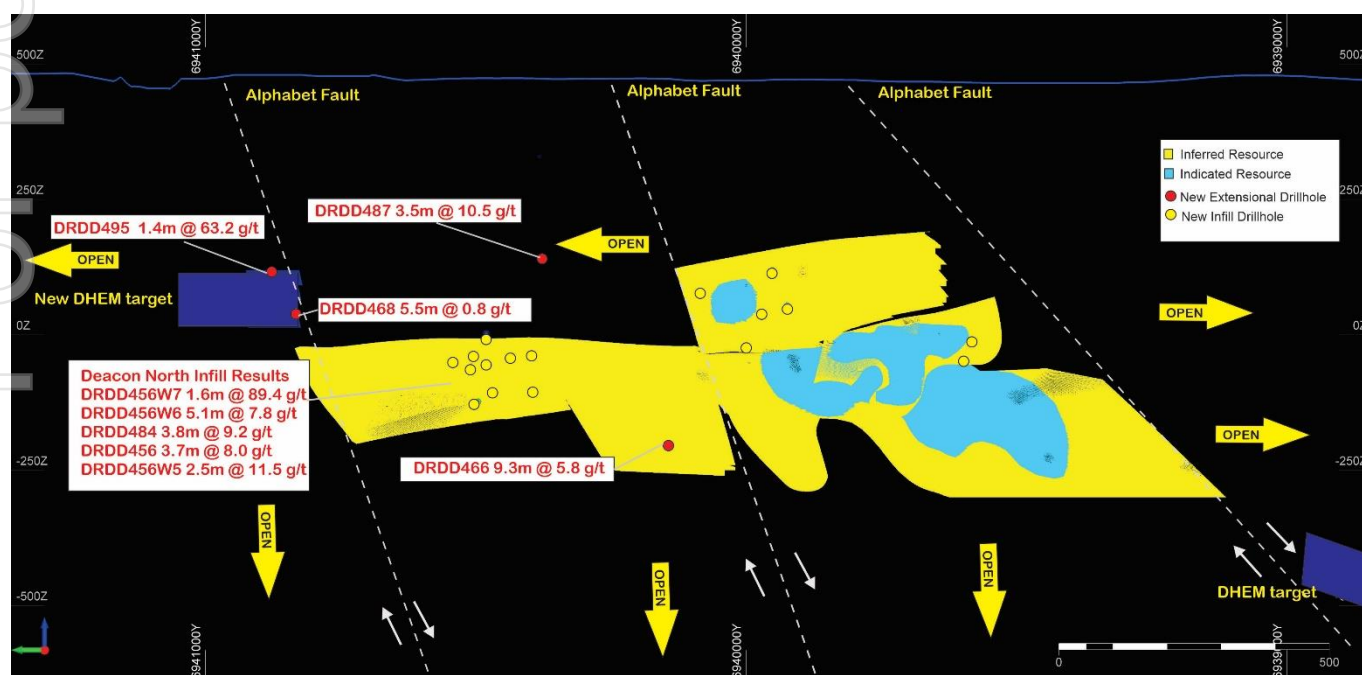 500Z
6941000Y
6940000Y
6939000Y
500Z
Alphabet Fault
Alphabet Fault
Alphabet Fault
Inferred Resource
Indicated Resource
New Extensional Drillhole
New Infill Drillhole
250Z
250Z
DRDD487 3.5m @ 10.5 g/t
DRDD495 1.4m @ 63.2 g/t
OPEN
OPEN
New DHEM target
DRDD468 5.5m @ 0.8 g/t
OPEN
0Z
0Z
Deacon North Infill Results
DRDD456W7 1.6m @ 89.4 g/t
DRDD456W6 5.1m @ 7.8 g/t
DRDD484 3.8m @ 9.2 g/t
DRDD456 3.7m @ 8.0 g/t
DRDD456W5 2.5m @ 11.5 g/t
OPEN
-250Z
-250Z
DRDD466 9.3m @ 5.8 g/t
OPEN
OPEN
OPEN
DHEM target
-500Z
-500Z
6941000Y
6940000Y
6939000Y
0
500